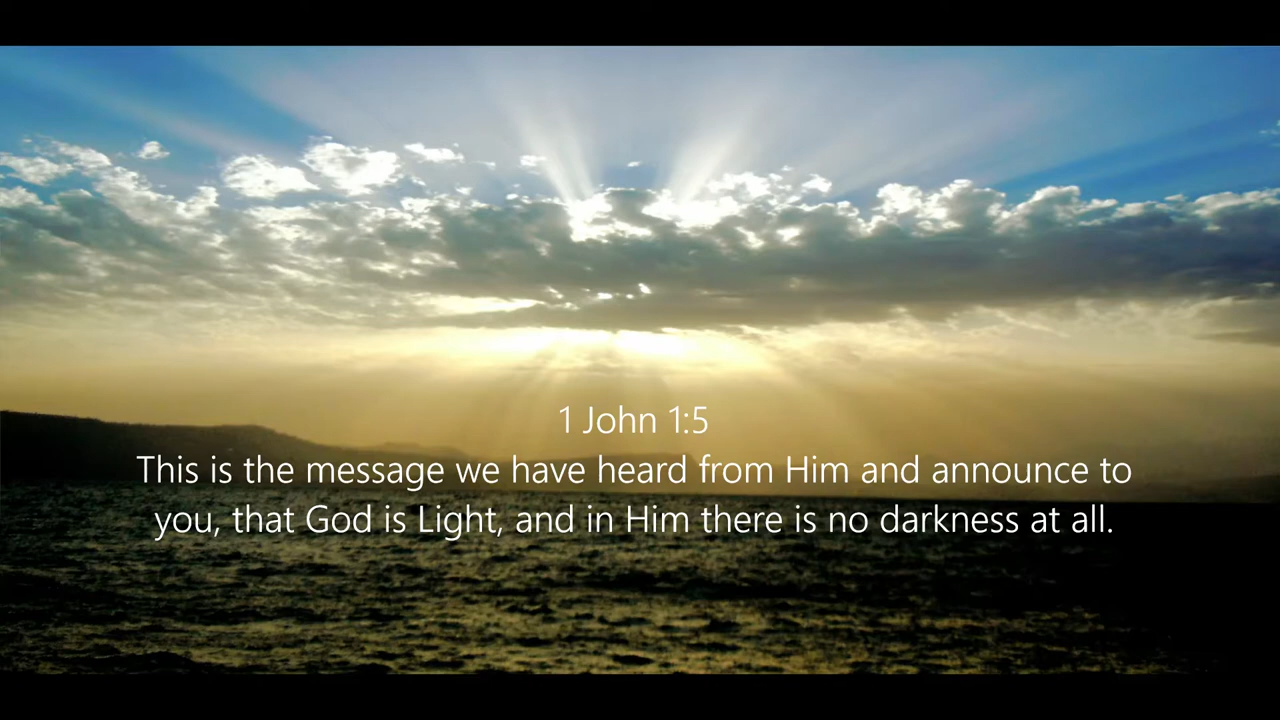 1 John 1:5
This is the message we have heard from Him and announce to
you, that God is Light, and in Him there is no darkness at all.